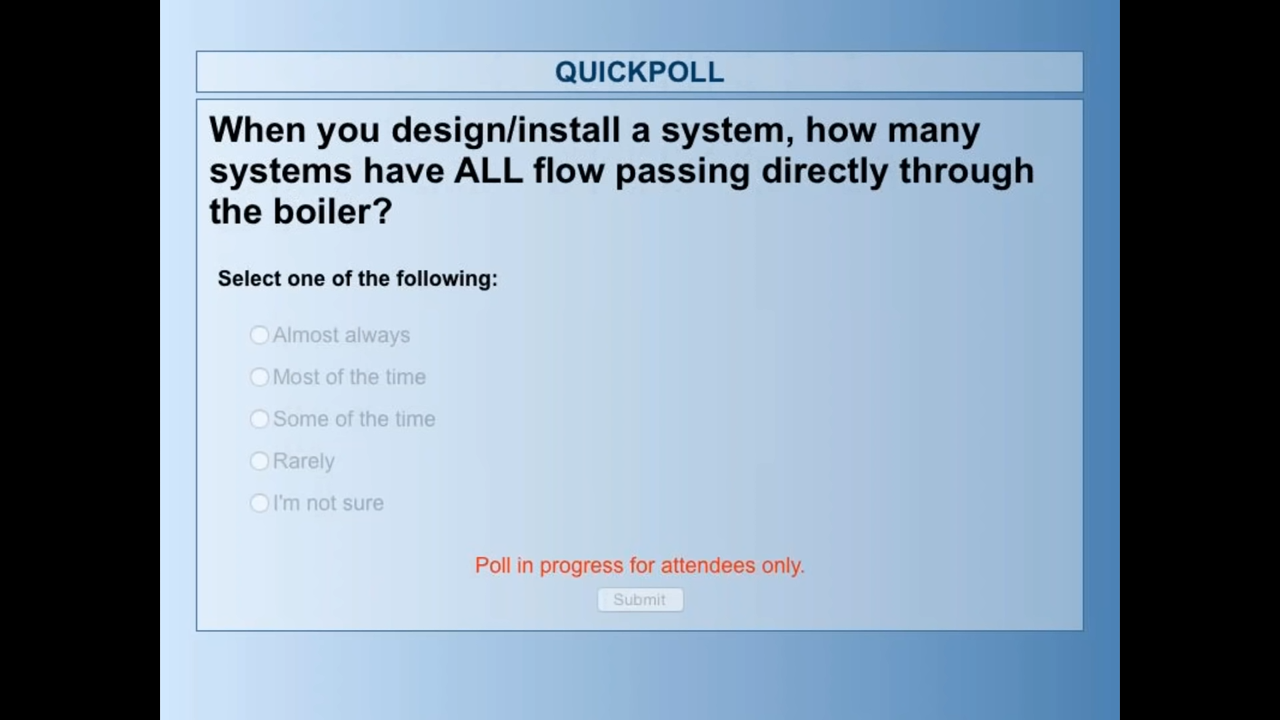 QUICKPOLL
When you design/install a system, how many
systems have ALL flow passing directly through
the boiler?
Select one of the following:
Almost always
Most of the time
Some of the time
Rarely
I'm not sure
Poll in progress for attendees only.
Submit